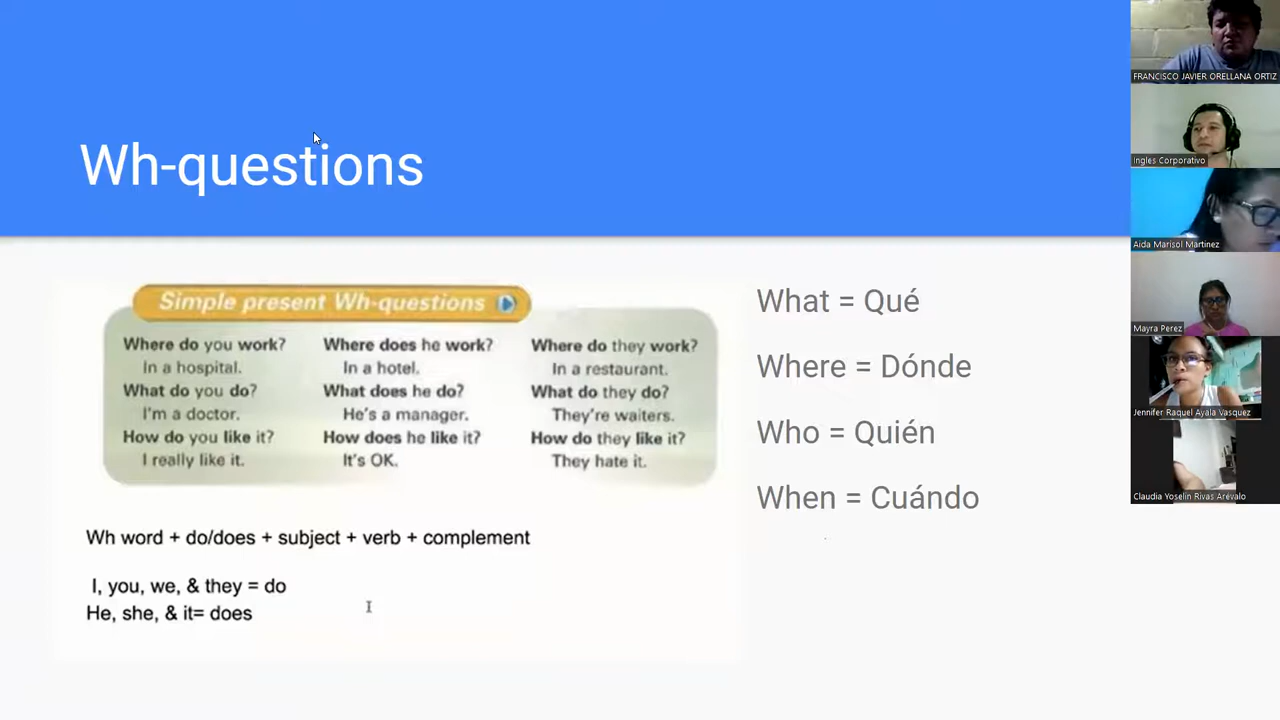 Wh-questions
Simple present Wh-questions
Where do you work? Where does he work? Where do they work?
In a hospital. In a hotel. In a restaurant.
What do you do? What does he do? What do they do?
I'm a doctor. He's a manager. They're waiters.
How do you like it? How does he like it? How do they like it?
I really like it. It's OK. They hate it.
Wh word + do/does + subject + verb + complement
I, you, we, & they = do
He, she, & it= does
What = Qué
Where = Dónde
Who = Quién
When = Cuándo
FRANCISCO JAVIER ORELLANA ORTIZ
Ingles Corporativo
Aida Marisol Martinez
Mayra Perez
Jennifer Raquel Ayala Vasquez
Claudia Yoselin Rivas Arévalo